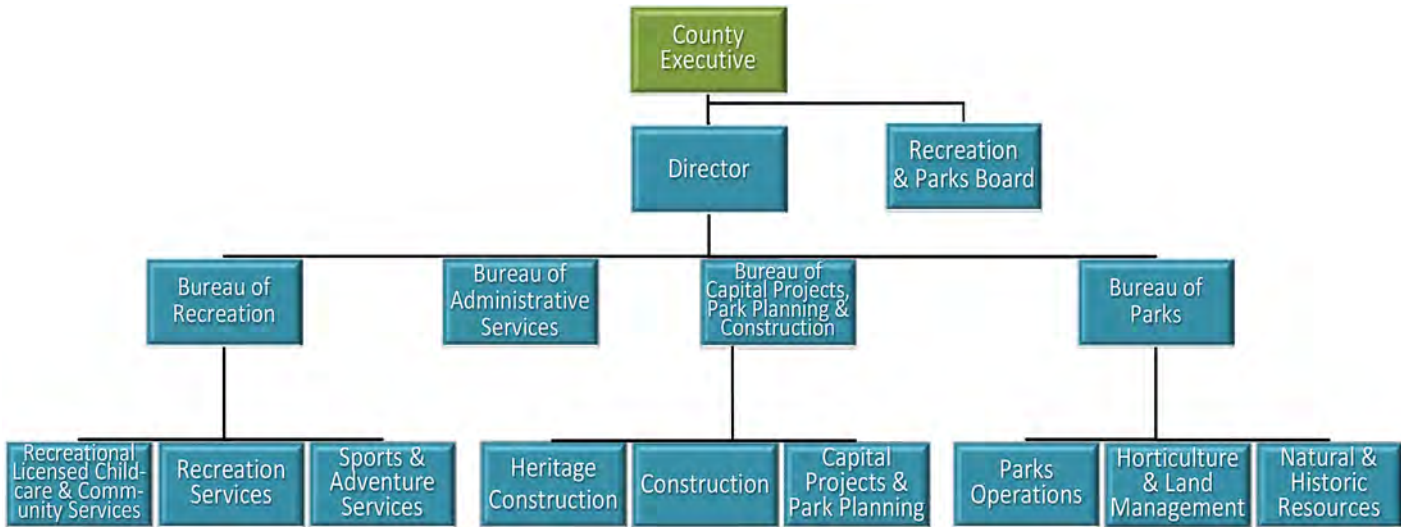 County
Executive
Director
Recreation
& Parks Board
Bureau of
Recreation
Bureau of
Administrative
Services
Bureau of
Capital Projects,
Park Planning &
Construction
Bureau of
Parks
Recreational
Licensed Child-
care & Comm-
unity Services
Recreation
Services
Sports &
Adventure
Services
Heritage
Construction
Construction
Capital
Projects &
Park Planning
Parks
Operations
Horticulture
& Land
Management
Natural &
Historic
Resources